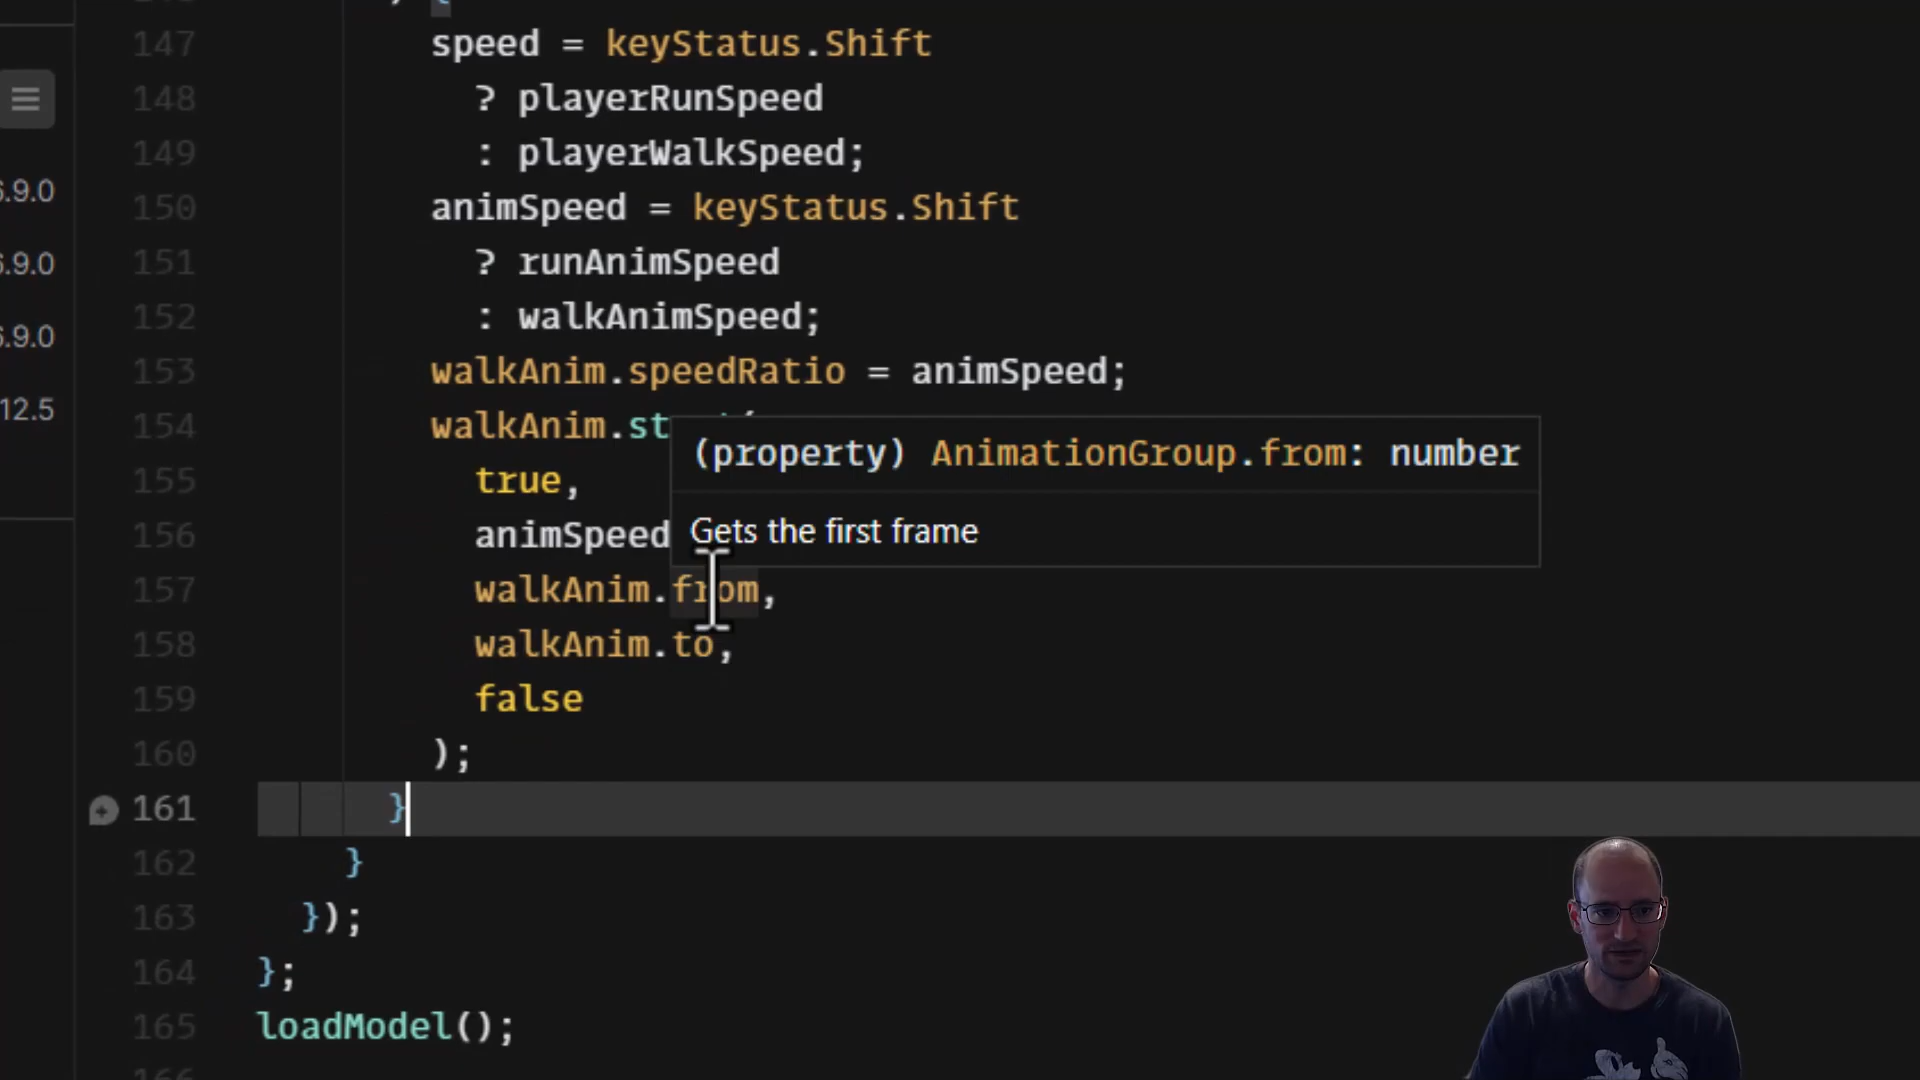 ) {
147 speed = keyStatus.Shift
148 ? playerRunSpeed
149 : playerWalkSpeed;
150 animSpeed = keyStatus.Shift
151 ? runAnimSpeed
152 : walkAnimSpeed;
153 walkAnim.speedRatio = animSpeed;
154 walkAnim.st
(property) AnimationGroup.from: number
155 true,
156 animSpeed
Gets the first frame
157 walkAnim.from,
158 walkAnim.to,
159 false
160 );
161 }
162 }
163 });
164 };
165 loadModel();
6.9.0
6.9.0
6.9.0
12.5